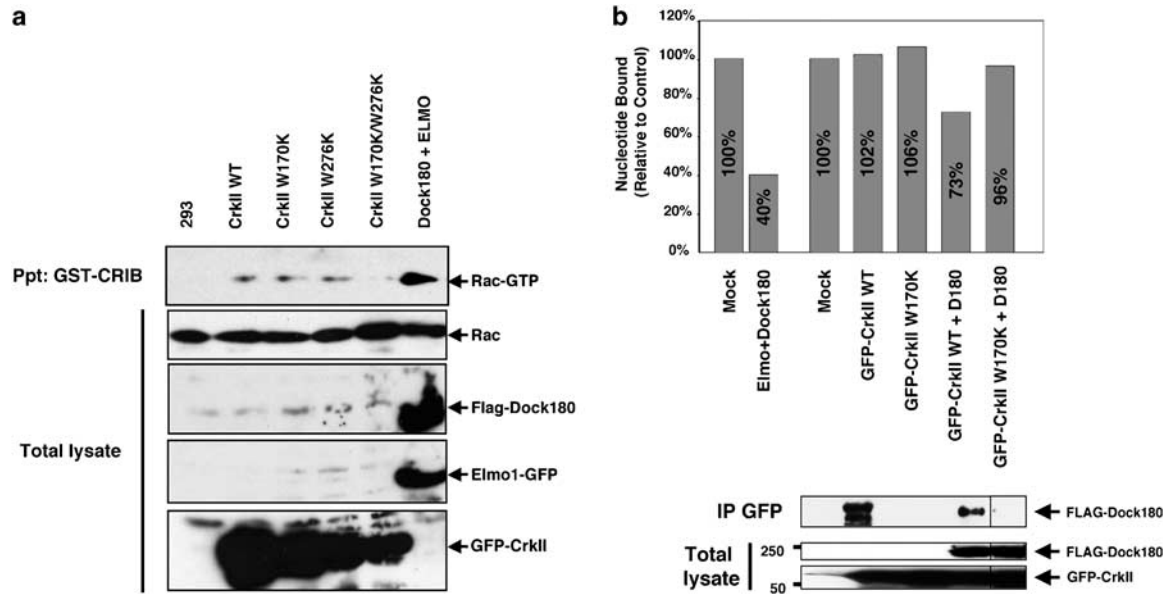 a
293
CrkII WT
CrkII W170K
CrkII W276K
CrkII W170K/W276K
Dock180 + ELMO
Ppt: GST-CRIB
Rac-GTP
Rac
Flag-Dock180
Total lysate
Elmo1-GFP
GFP-CrkII
b
Nucleotide Bound
(Relative to Control)
120%
100%
80%
60%
40%
20%
0%
100%
40%
100%
102%
106%
73%
96%
Mock
Elmo+Dock180
Mock
GFP-CrkII WT
GFP-CrkII W170K
GFP-CrkII WT + D180
GFP-CrkII W170K + D180
IP GFP
FLAG-Dock180
Total
lysate
250
FLAG-Dock180
50
GFP-CrkII